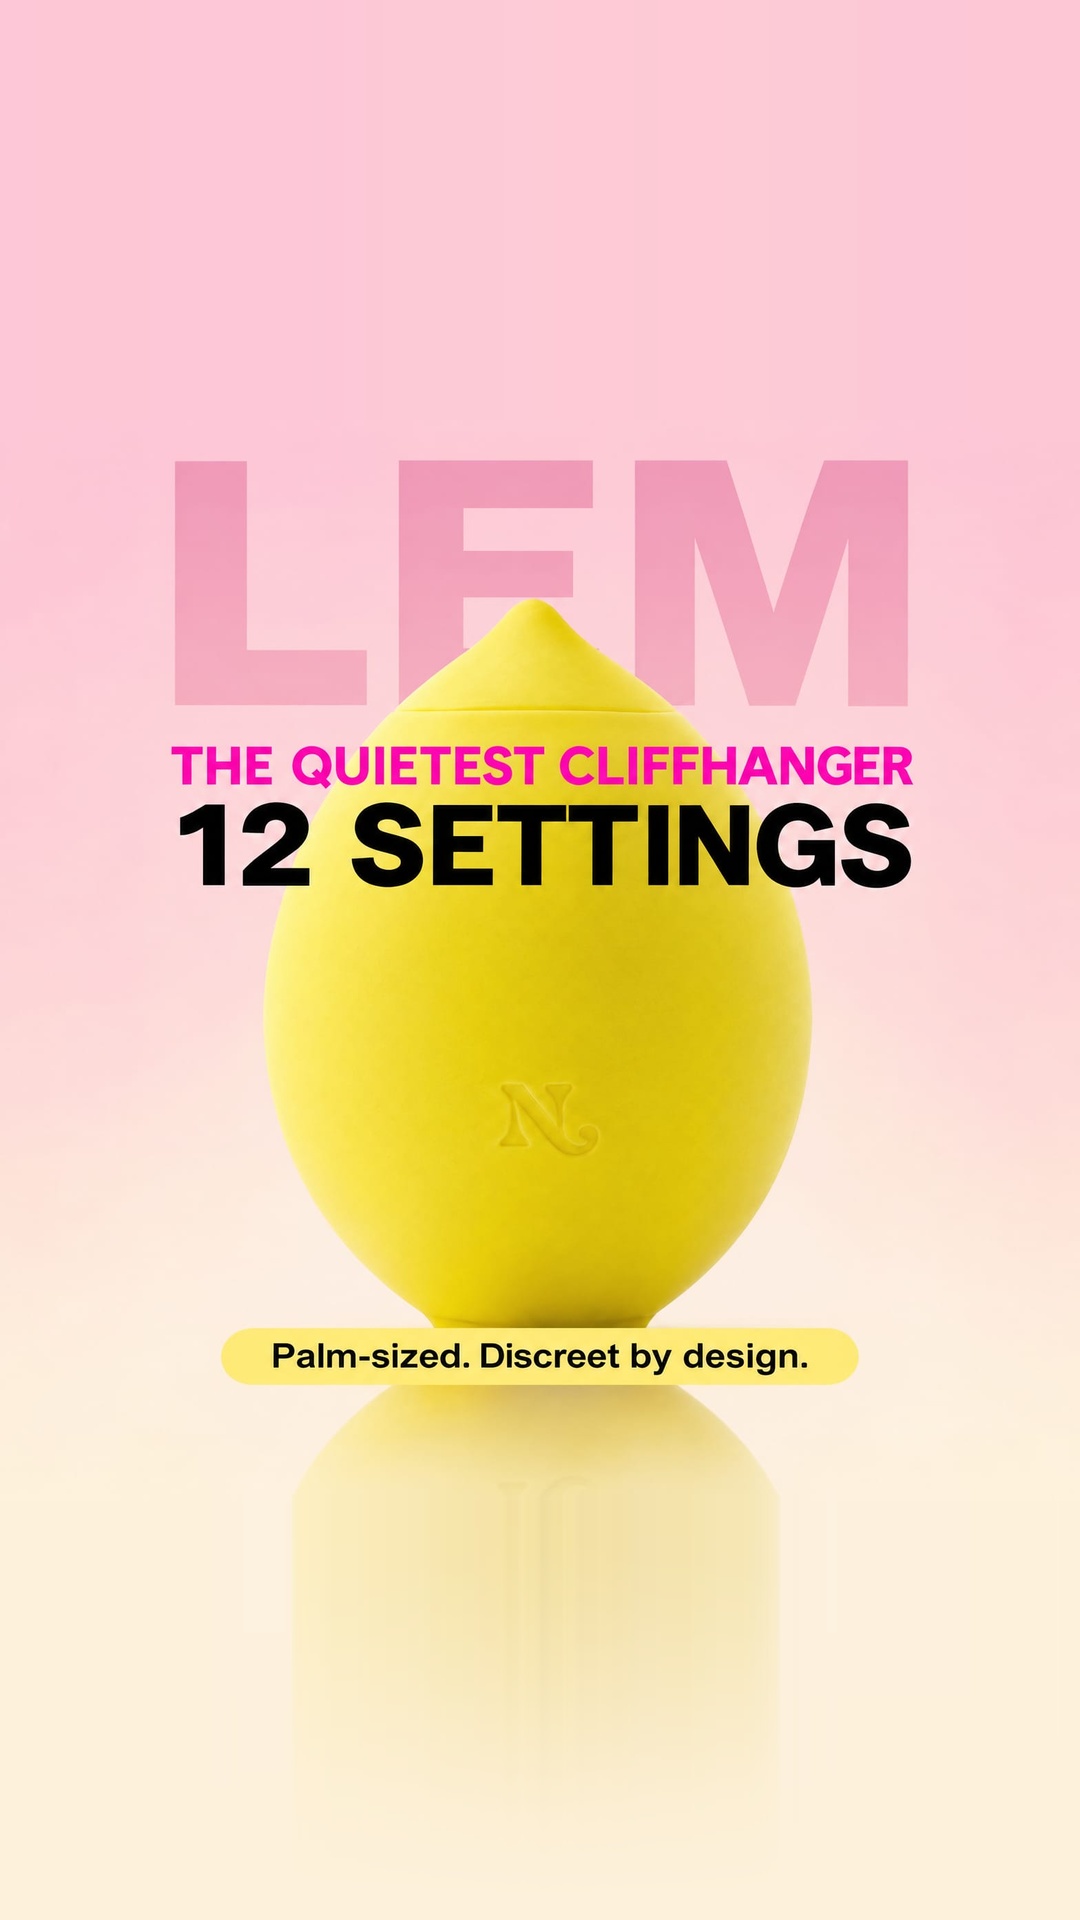 LEM
THE QUIETEST CLIFFHANGER
12 SETTINGS
N
Palm-sized. Discreet by design.